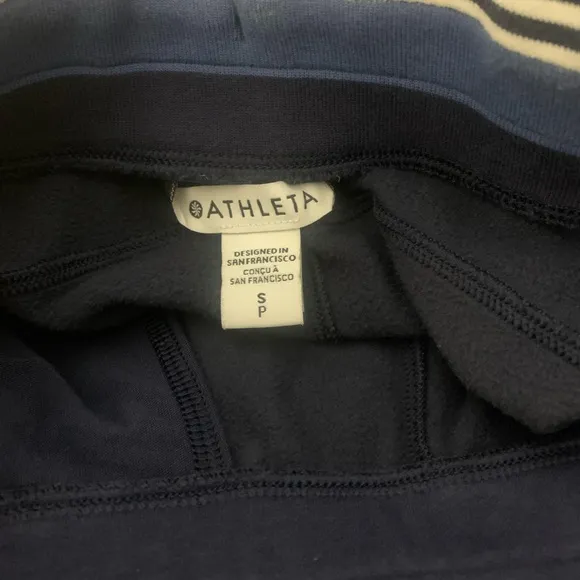 ATHLETA
DESIGNED IN
SAN FRANCISCO
CONÇU À
SAN FRANCISCO
S
P